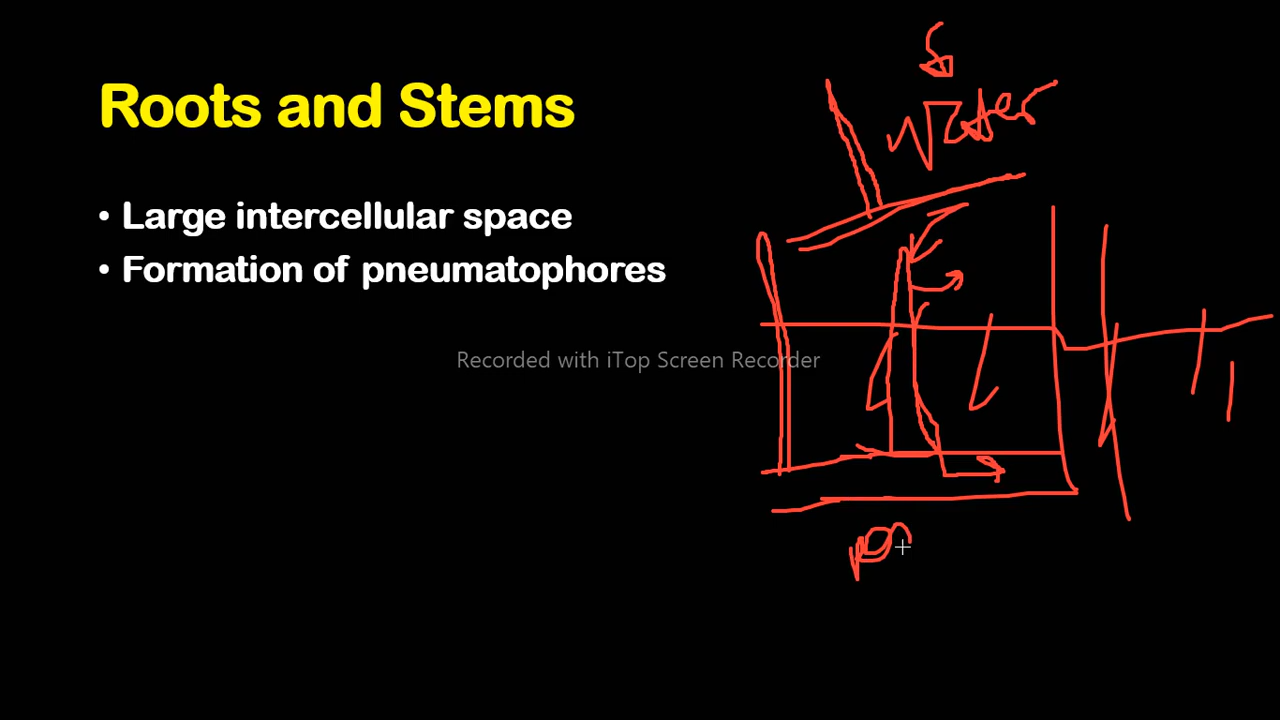 Roots and Stems
Water
• Large intercellular space
• Formation of pneumatophores
Recorded with iTop Screen Recorder